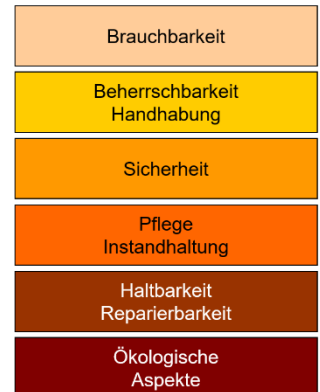 Brauchbarkeit
Beherrschbarkeit
Handhabung
Sicherheit
Pflege
Instandhaltung
Haltbarkeit
Reparierbarkeit
Ökologische
Aspekte